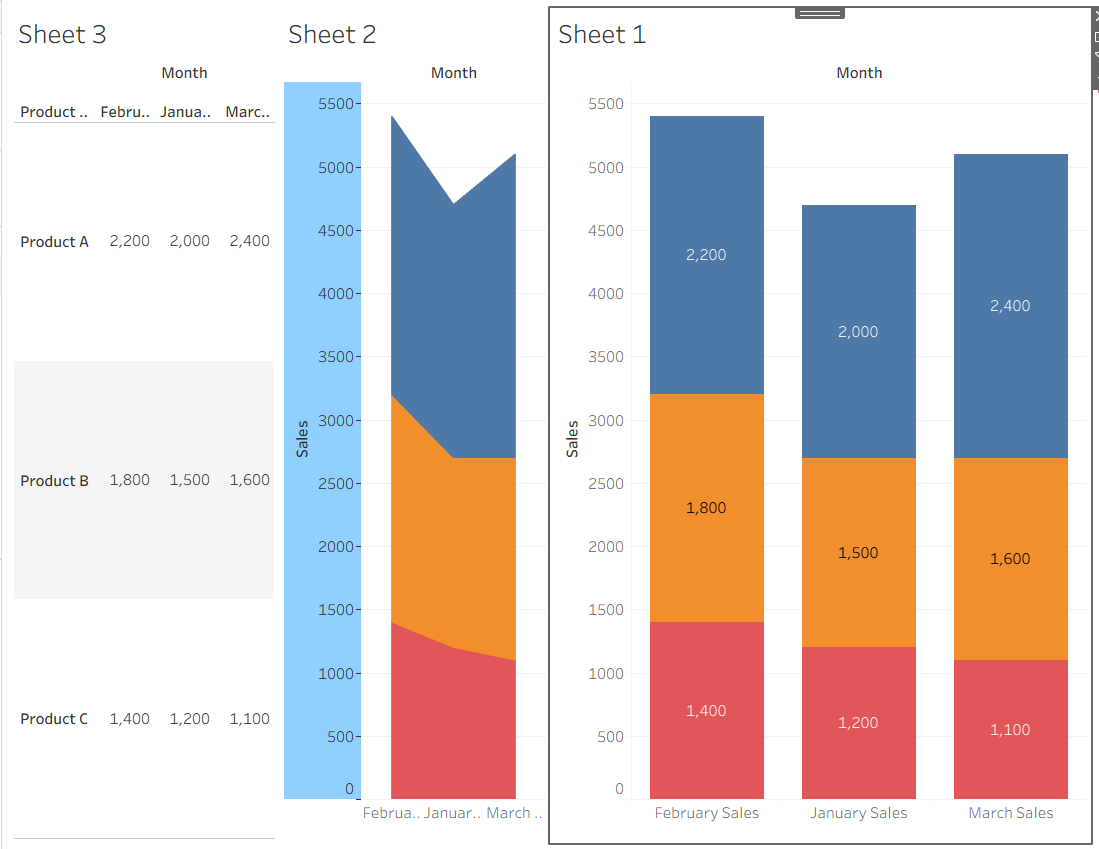 Sheet 3
Month
Product .. Febru.. Janua.. Marc..
Product A 2,200 2,000 2,400
Product B 1,800 1,500 1,600
Product C 1,400 1,200 1,100
Sheet 2
Month
5500
5000
4500
4000
3500
3000
2500
2000
1500
1000
500
0
Sales
Februa.. Januar.. March ..
Sheet 1
Month
5500
5000
4500
4000
3500
3000
2500
2000
1500
1000
500
0
Sales
2,200
2,000
2,400
1,800
1,500
1,600
1,400
1,200
1,100
February Sales January Sales March Sales